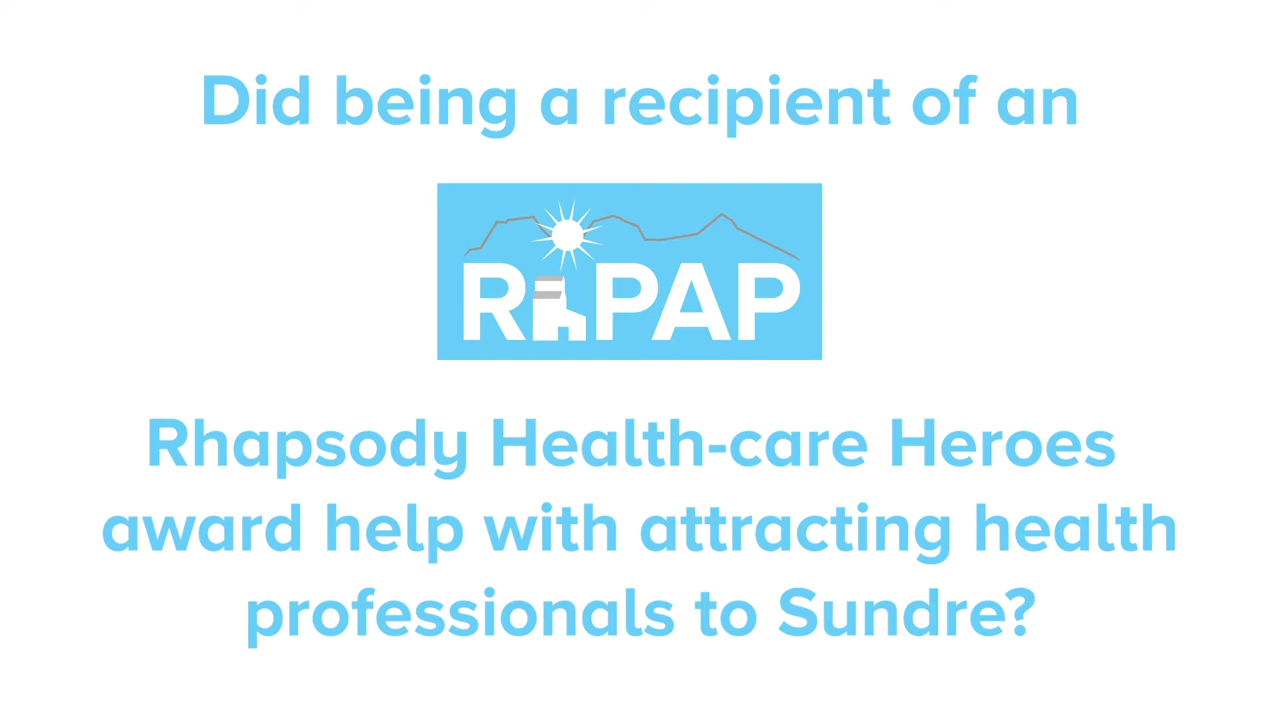 Did being a recipient of an
RhPAP
Rhapsody Health-care Heroes
award help with attracting health
professionals to Sundre?